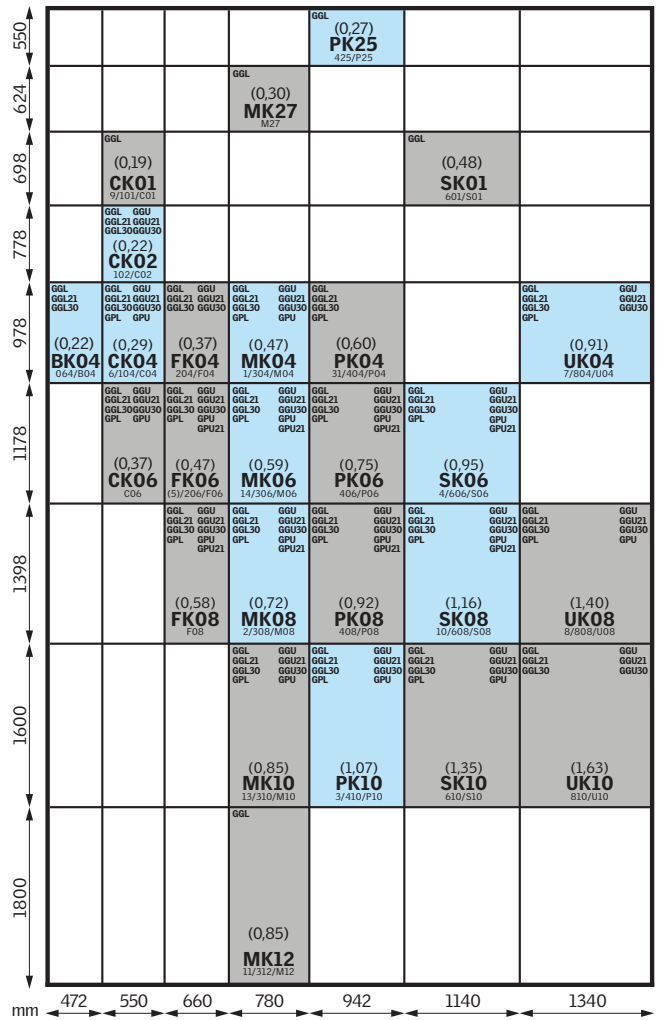 550
GGL
(0,27)
PK25
425/P25
624
GGL
(0,30)
MK27
M27
698
GGL
(0,19)
CK01
9/101/C01
GGL
(0,48)
SK01
601/S01
778
GGL GGU
GGL21 GGU21
GGL30 GGU30
(0,22)
CK02
102/C02
978
GGL
GGL21
GGL30
(0,22)
BK04
064/B04
GGL GGU
GGL21 GGU21
GGL30 GGU30
GPL GPU
(0,29)
CK04
6/104/C04
GGL GGU
GGL21 GGU21
GGL30 GGU30
(0,37)
FK04
204/F04
GGL GGU
GGL21 GGU21
GGL30 GGU30
GPL
(0,47)
MK04
1/304/M04
GGL
GGL21
GGL30
GPL
(0,60)
PK04
31/404/P04
GGL GGU
GGL21 GGU21
GGL30 GGU30
GPL
(0,91)
UK04
7/804/U04
1178
GGL GGU
GGL21 GGU21
GGL30 GGU30
GPL GPU
(0,37)
CK06
C06
GGL GGU
GGL21 GGU21
GGL30 GGU30
GPL GPU
GPU21
(0,47)
FK06
(5)/206/F06
GGL GGU
GGL21 GGU21
GGL30 GGU30
GPL GPU
GPU21
(0,59)
MK06
14/306/M06
GGL GGU
GGL21 GGU21
GGL30 GGU30
GPL GPU
GPU21
(0,75)
PK06
406/P06
GGL GGU
GGL21 GGU21
GGL30 GGU30
GPL GPU
GPU21
(0,95)
SK06
4/606/S06
1398
GGL GGU
GGL21 GGU21
GGL30 GGU30
GPL GPU
GPU21
(0,58)
FK08
F08
GGL GGU
GGL21 GGU21
GGL30 GGU30
GPL GPU
GPU21
(0,72)
MK08
2/308/M08
GGL GGU
GGL21 GGU21
GGL30 GGU30
GPL GPU
GPU21
(0,92)
PK08
408/P08
GGL GGU
GGL21 GGU21
GGL30 GGU30
GPL GPU
GPU21
(1,16)
SK08
10/608/S08
GGL GGU
GGL21 GGU21
GGL30 GGU30
GPL GPU
(1,40)
UK08
8/808/U08
1600
GGL GGU
GGL21 GGU21
GGL30 GGU30
GPL GPU
(0,85)
MK10
13/310/M10
GGL GGU
GGL21 GGU21
GGL30 GGU30
GPL GPU
(1,07)
PK10
3/410/P10
GGL GGU
GGL21 GGU21
GGL30 GGU30
GPL GPU
(1,35)
SK10
610/S10
GGL GGU
GGL21 GGU21
GGL30 GGU30
(1,63)
UK10
810/U10
1800
GGL
(0,85)
MK12
11/312/M12
mm 472 550 660 780 942 1140 1340